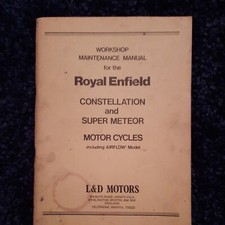 WORKSHOP
MAINTENANCE MANUAL
for the
Royal Enfield
CONSTELLATION
and
SUPER METEOR
MOTOR CYCLES
including 'AIRFLOW' Model
L&D MOTORS